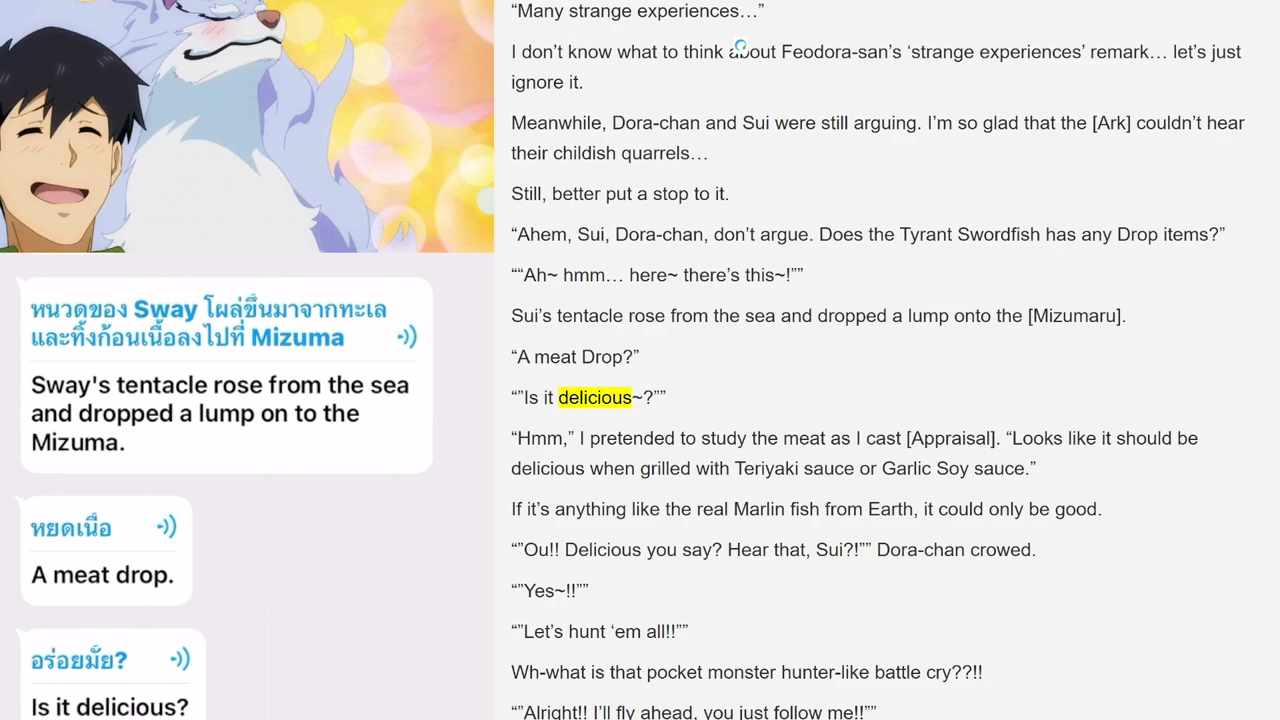 หนวดของ Sway โผล่ขึ้นมาจากทะเล
และทิ้งก้อนเนื้อลงไปที่ Mizuma
Sway's tentacle rose from the sea
and dropped a lump on to the
Mizuma.
หยดเนื้อ
A meat drop.
อร่อยมั้ย?
Is it delicious?
“Many strange experiences…”
I don’t know what to think about Feodora-san’s ‘strange experiences’ remark… let’s just
ignore it.
Meanwhile, Dora-chan and Sui were still arguing. I’m so glad that the [Ark] couldn’t hear
their childish quarrels…
Still, better put a stop to it.
“Ahem, Sui, Dora-chan, don’t argue. Does the Tyrant Swordfish has any Drop items?”
““Ah~ hmm… here~ there’s this~!””
Sui’s tentacle rose from the sea and dropped a lump onto the [Mizumaru].
“A meat Drop?”
“”Is it delicious~?””
“Hmm,” I pretended to study the meat as I cast [Appraisal]. “Looks like it should be
delicious when grilled with Teriyaki sauce or Garlic Soy sauce.”
If it’s anything like the real Marlin fish from Earth, it could only be good.
“”Ou!! Delicious you say? Hear that, Sui?!”” Dora-chan crowed.
“”Yes~!!””
“”Let’s hunt ‘em all!!””
Wh-what is that pocket monster hunter-like battle cry??!!
“”Alright!! I’ll fly ahead, you just follow me!!””